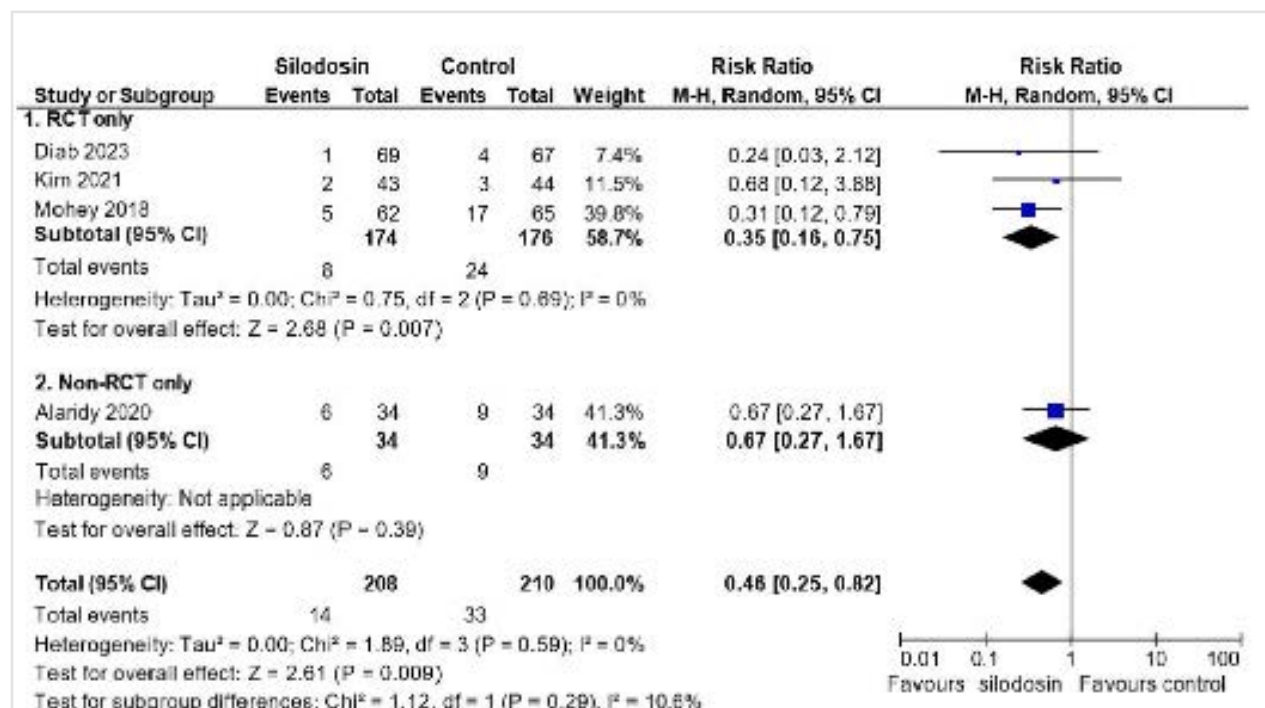 Silodosin Control Risk Ratio Risk Ratio
Study or Subgroup Events Total Events Total Weight M-H, Random, 95% CI M-H, Random, 95% CI
1. RCT only
Diab 2023 1 69 4 67 7.4% 0.24 [0.03, 2.12]
Kim 2021 2 43 3 44 11.5% 0.68 [0.12, 3.88]
Mohey 2018 5 62 17 65 39.8% 0.31 [0.12, 0.79]
Subtotal (95% CI) 174 176 58.7% 0.35 [0.16, 0.75]
Total events 8 24
Heterogeneity: Tau² = 0.00; Chi² = 0.75, df = 2 (P = 0.69); I² = 0%
Test for overall effect: Z = 2.68 (P = 0.007)
2. Non-RCT only
Alaridy 2020 6 34 9 34 41.3% 0.67 [0.27, 1.67]
Subtotal (95% CI) 34 34 41.3% 0.67 [0.27, 1.67]
Total events 6 9
Heterogeneity: Not applicable
Test for overall effect: Z = 0.87 (P = 0.39)
Total (95% CI) 208 210 100.0% 0.46 [0.25, 0.82]
Total events 14 33
Heterogeneity: Tau² = 0.00; Chi² = 1.89, df = 3 (P = 0.59); I² = 0%
Test for overall effect: Z = 2.61 (P = 0.009)
Test for subgroup differences: Chi² = 1.12, df = 1 (P = 0.29), I² = 10.6%
0.01 0.1 1 10 100
Favours silodosin Favours control